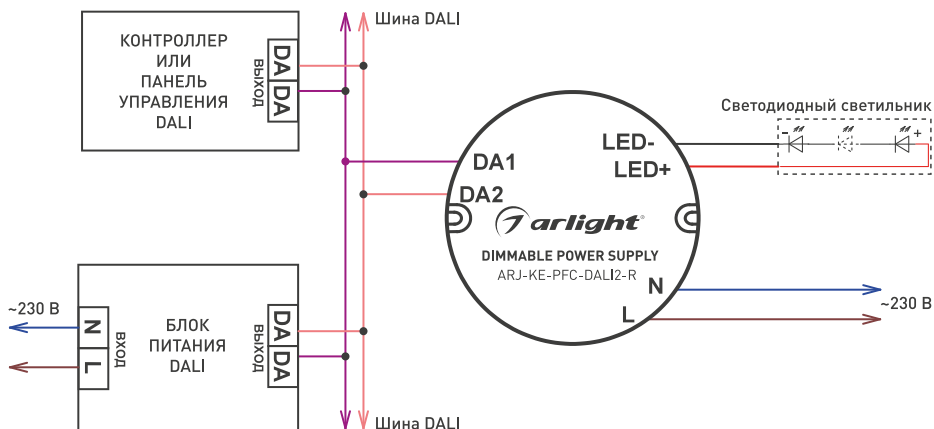 Шина DALI
КОНТРОЛЛЕР
ИЛИ
ПАНЕЛЬ
УПРАВЛЕНИЯ
DALI
ВЫХОД
DA
DA
Светодиодный светильник
- +
LED-
LED+
DA1
DA2
arlight®
DIMMABLE POWER SUPPLY
ARJ-KE-PFC-DALI2-R
N
L
~230 В
~230 В
N
L
ВХОД
БЛОК
ПИТАНИЯ
DALI
ВЫХОД
DA
DA
Шина DALI